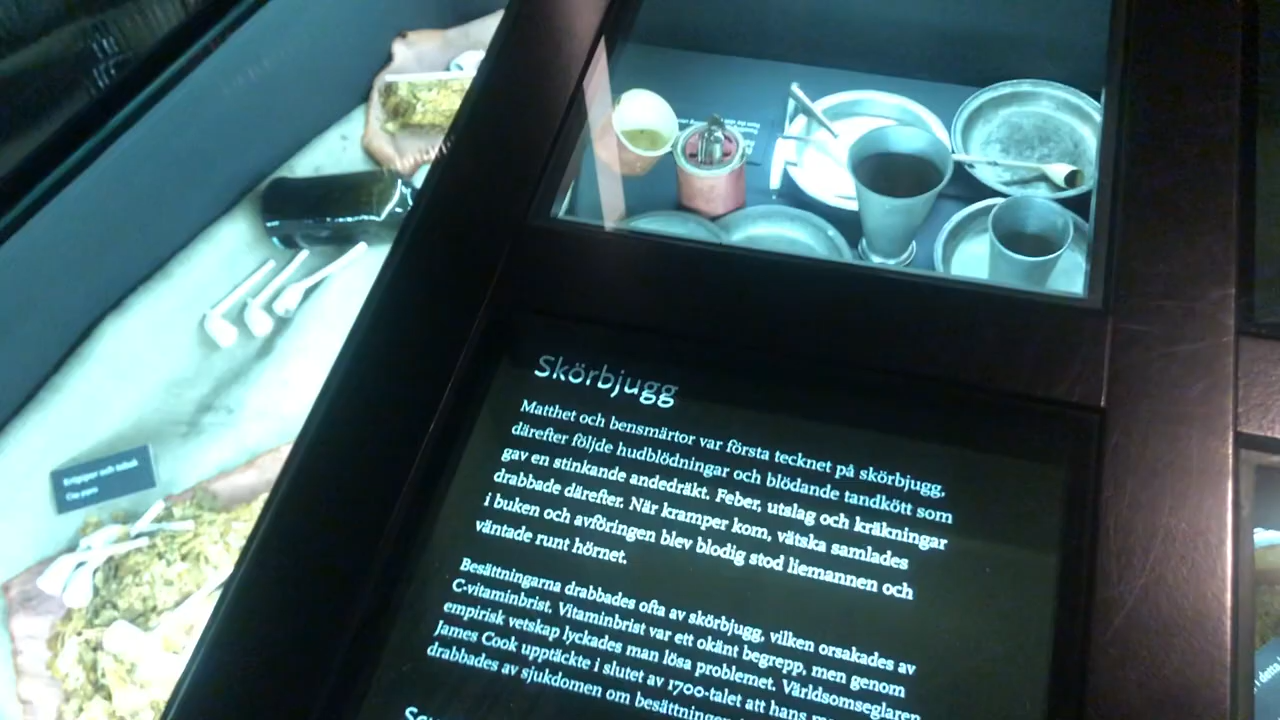 Skörbjugg
Matthet och bensmärtor var första tecknet på skörbjugg,
därefter följde hudblödningar och blödande tandkött som
gav en stinkande andedräkt. Feber, utslag och kräkningar
drabbade därefter. När kramper kom, vätska samlades
i buken och avföringen blev blodig stod liemannen och
väntade runt hörnet.
Besättningarna drabbades ofta av skörbjugg, vilken orsakades av
C-vitaminbrist. Vitaminbrist var ett okänt begrepp, men genom
empirisk vetskap lyckades man lösa problemet. Världsomseglaren
James Cook upptäckte i slutet av 1700-talet att hans
drabbades av sjukdomen om besättningen